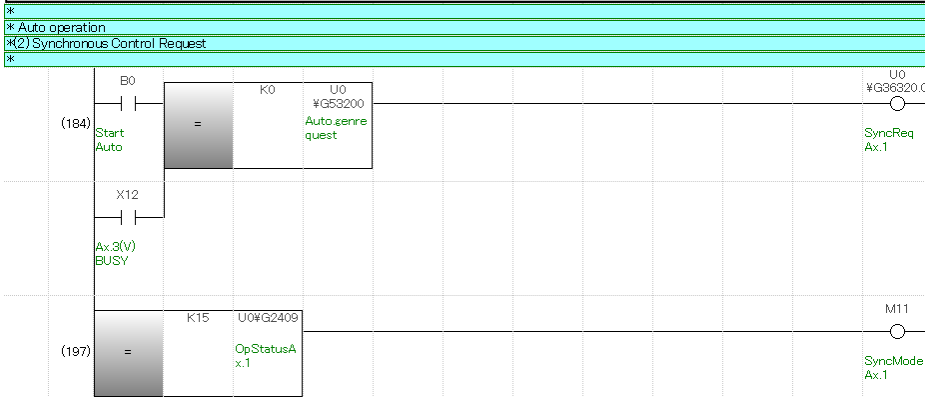 *
* Auto operation
*(2) Synchronous Control Request
*
B0
K0
U0
¥G53200
U0
¥G36320.0
(184)
=
Start
Auto
Auto.genre
quest
SyncReq
Ax.1
X12
Ax.3(V)
BUSY
K15
U0¥G2409
M11
(197)
=
OpStatusA
x.1
SyncMode
Ax.1